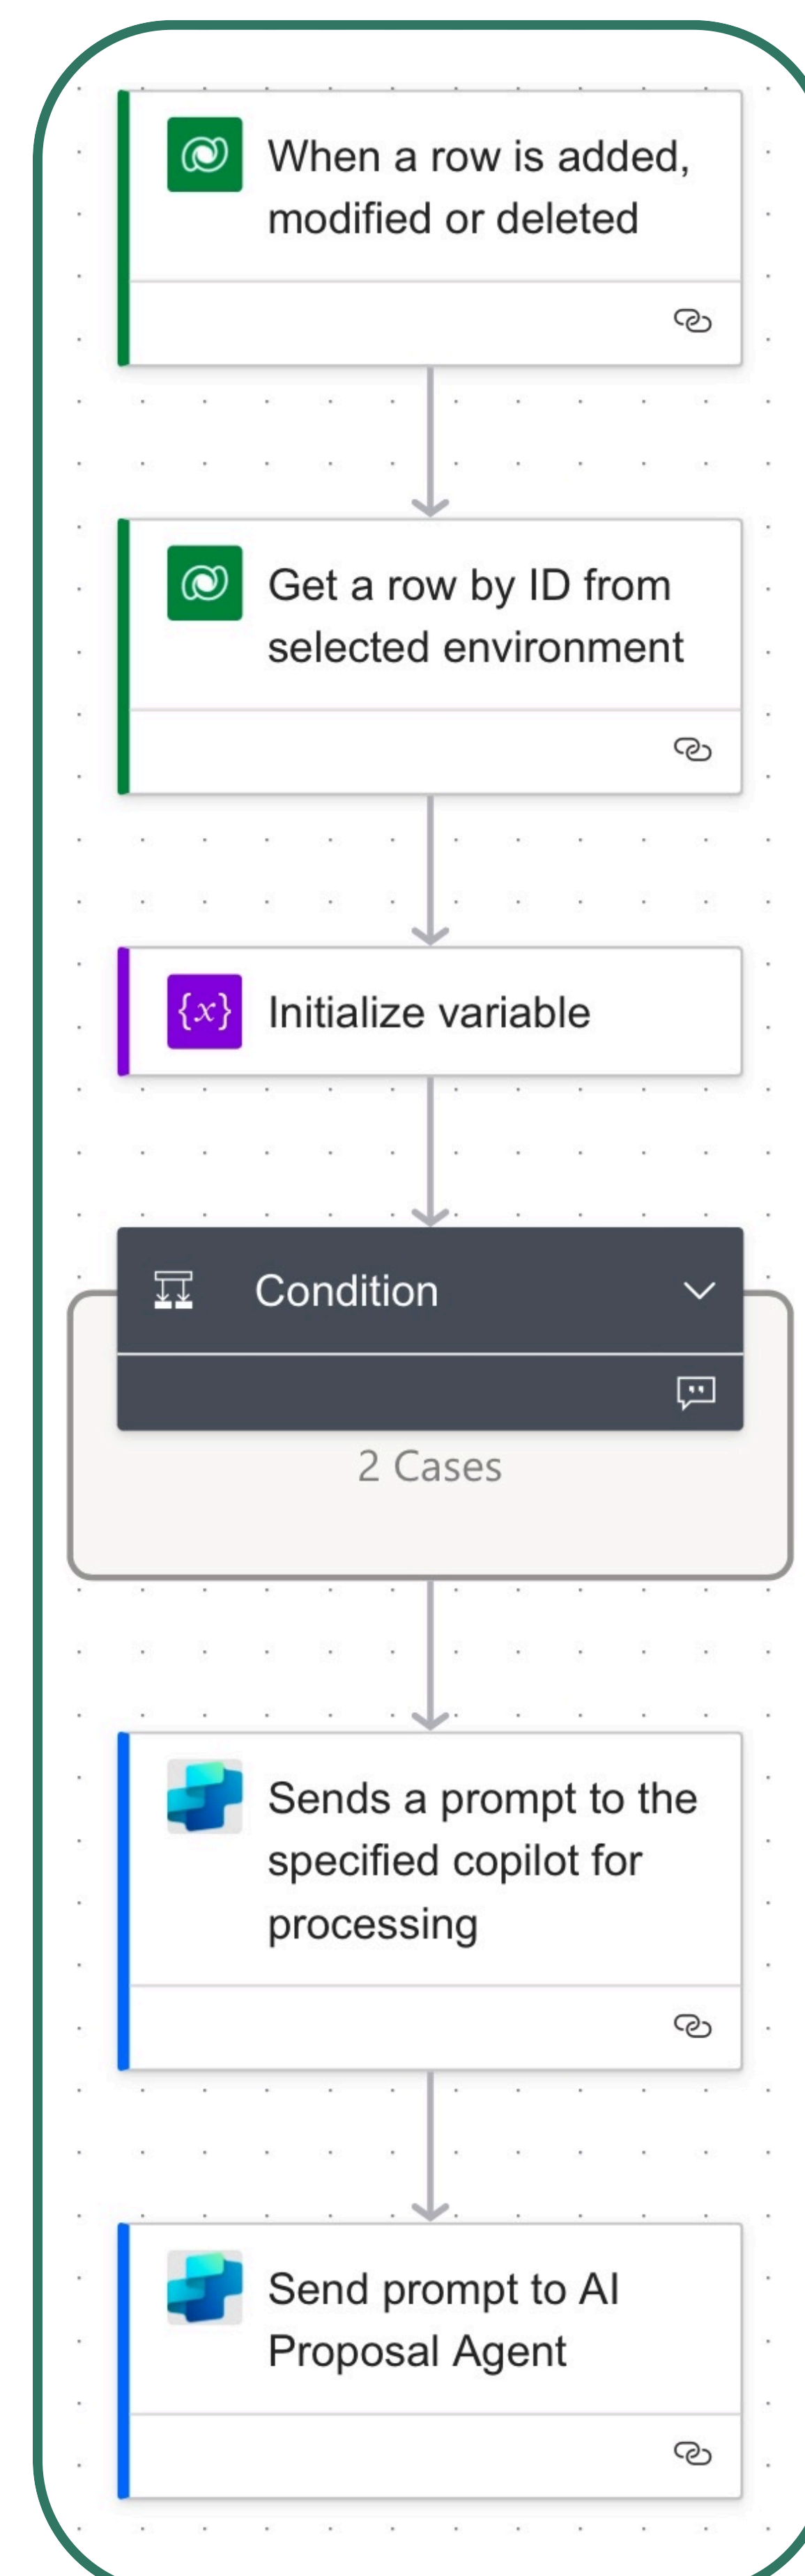 When a row is added,
modified or deleted
Get a row by ID from
selected environment
{x} Initialize variable
Condition
2 Cases
Sends a prompt to the
specified copilot for
processing
Send prompt to AI
Proposal Agent